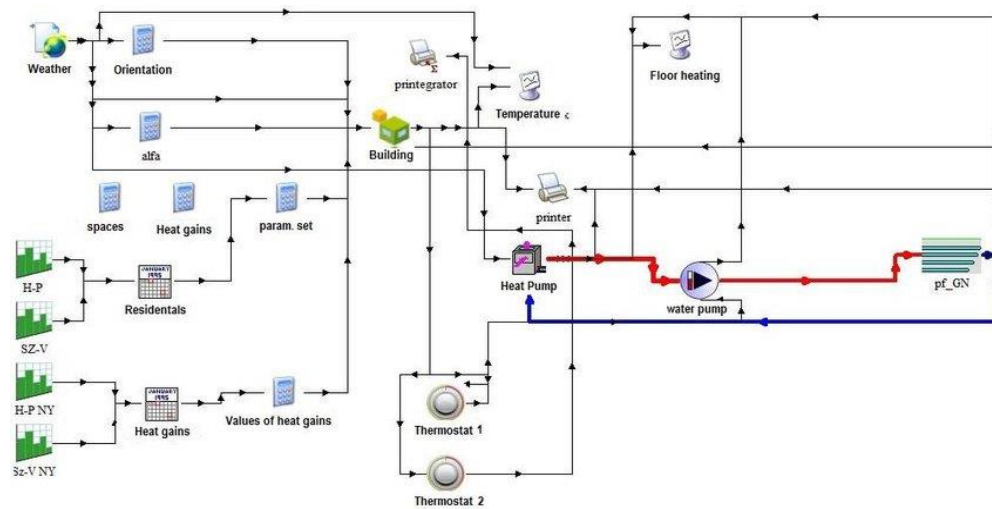 Weather
Orientation
printegrator
Floor heating
Temperature
alfa
Building
spaces
Heat gains
param. set
printer
H-P
Residentals
Heat Pump
water pump
pf_GN
SZ-V
H-P NY
Heat gains
Values of heat gains
Thermostat 1
Sz-V NY
Thermostat 2